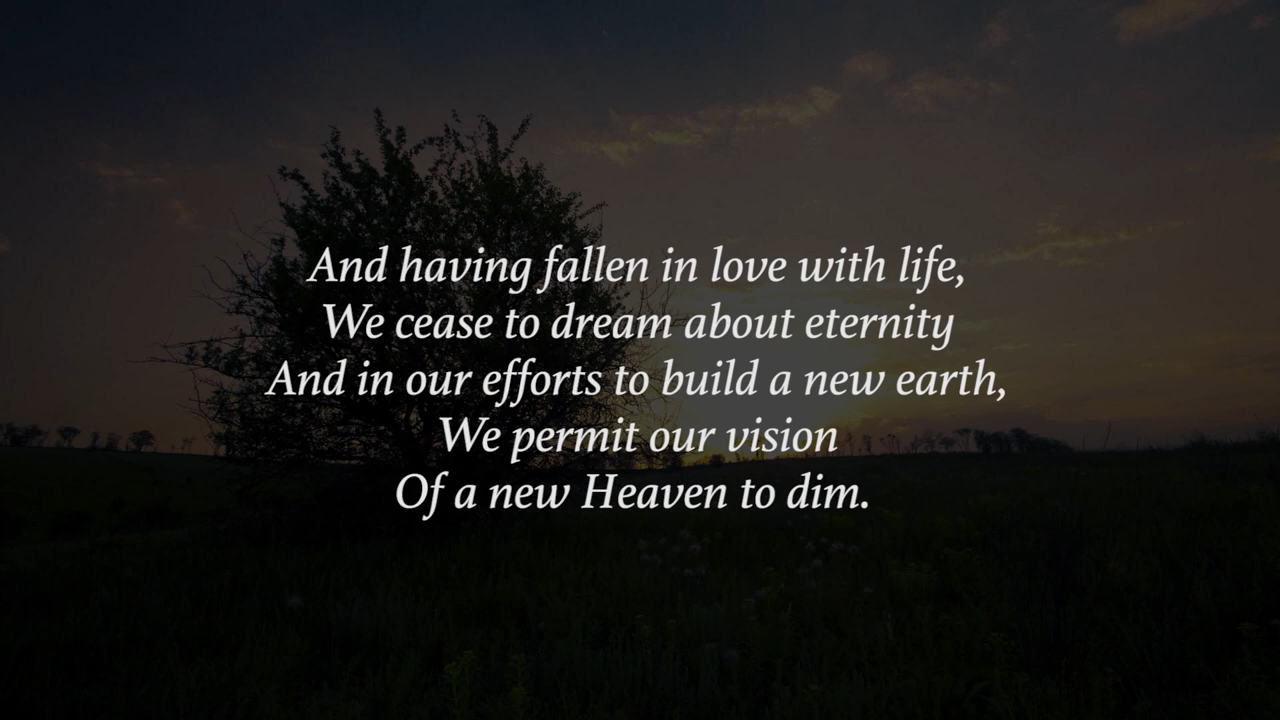 And having fallen in love with life,
We cease to dream about eternity
And in our efforts to build a new earth,
We permit our vision
Of a new Heaven to dim.